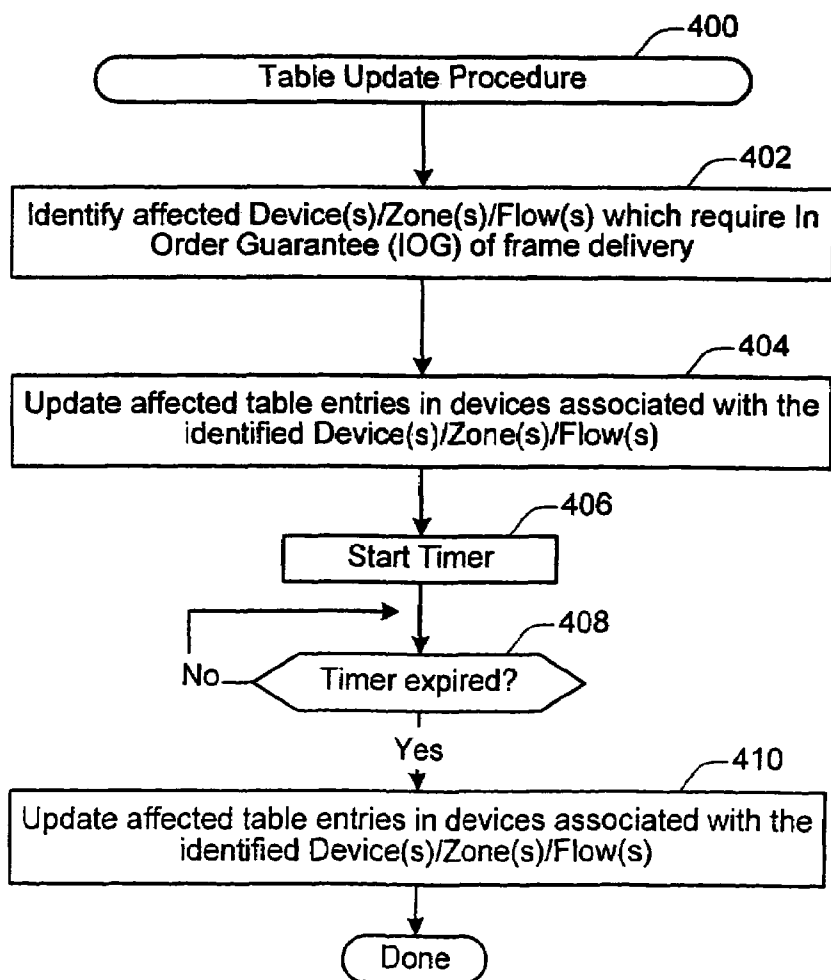 400
Table Update Procedure
402
Identify affected Device(s)/Zone(s)/Flow(s) which require In
Order Guarantee (IOG) of frame delivery
404
Update affected table entries in devices associated with the
identified Device(s)/Zone(s)/Flow(s)
406
Start Timer
408
No
Timer expired?
Yes
410
Update affected table entries in devices associated with the
identified Device(s)/Zone(s)/Flow(s)
Done